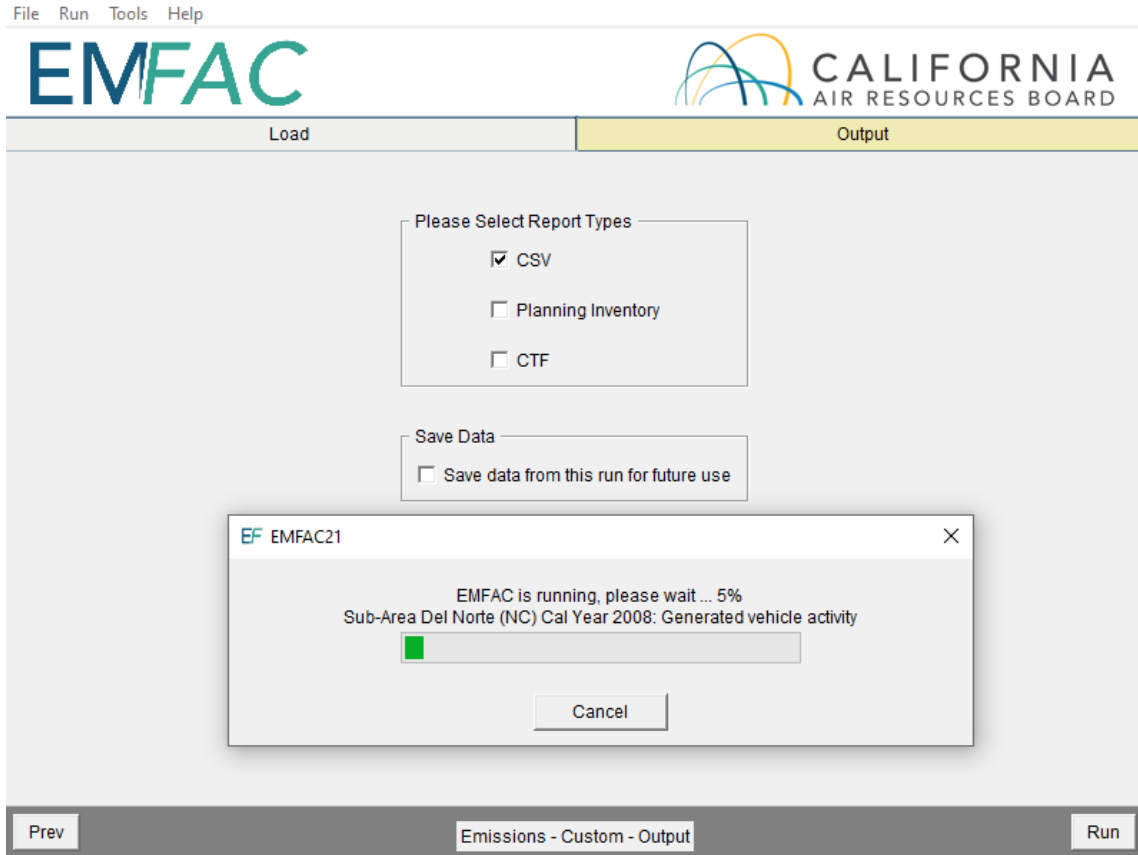 File Run Tools Help
EMFAC
CALIFORNIA
AIR RESOURCES BOARD
Load
Output
Please Select Report Types
CSV
Planning Inventory
CTF
Save Data
Save data from this run for future use
EF EMFAC21
EMFAC is running, please wait ... 5%
Sub-Area Del Norte (NC) Cal Year 2008: Generated vehicle activity
Cancel
Prev
Emissions - Custom - Output
Run